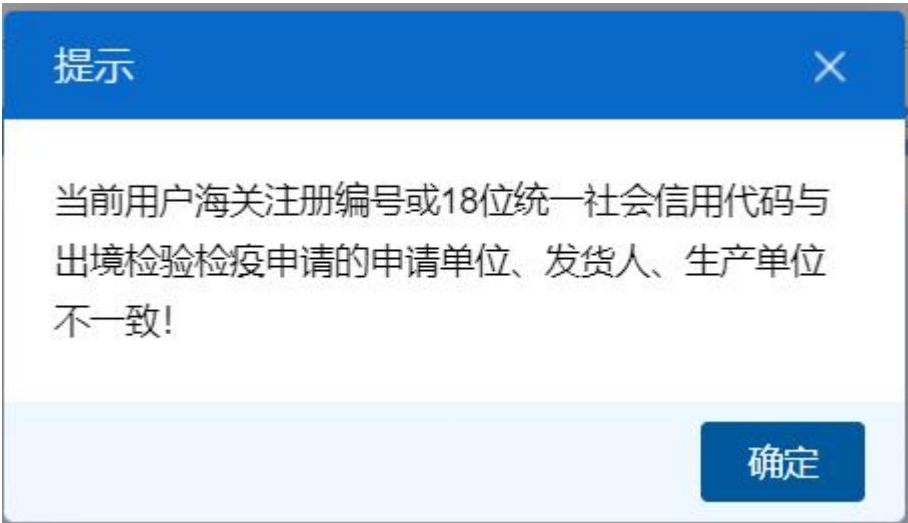 提示
当前用户海关注册编号或18位统一社会信用代码与
出境检验检疫申请的申请单位、发货人、生产单位
不一致！
确定